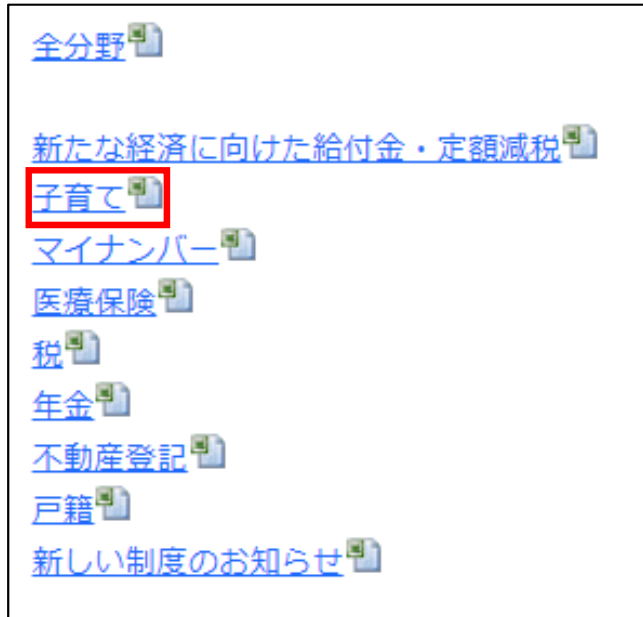 全分野
新たな経済に向けた給付金・定額減税
子育て
マイナンバー
医療保険
税
年金
不動産登記
戸籍
新しい制度のお知らせ